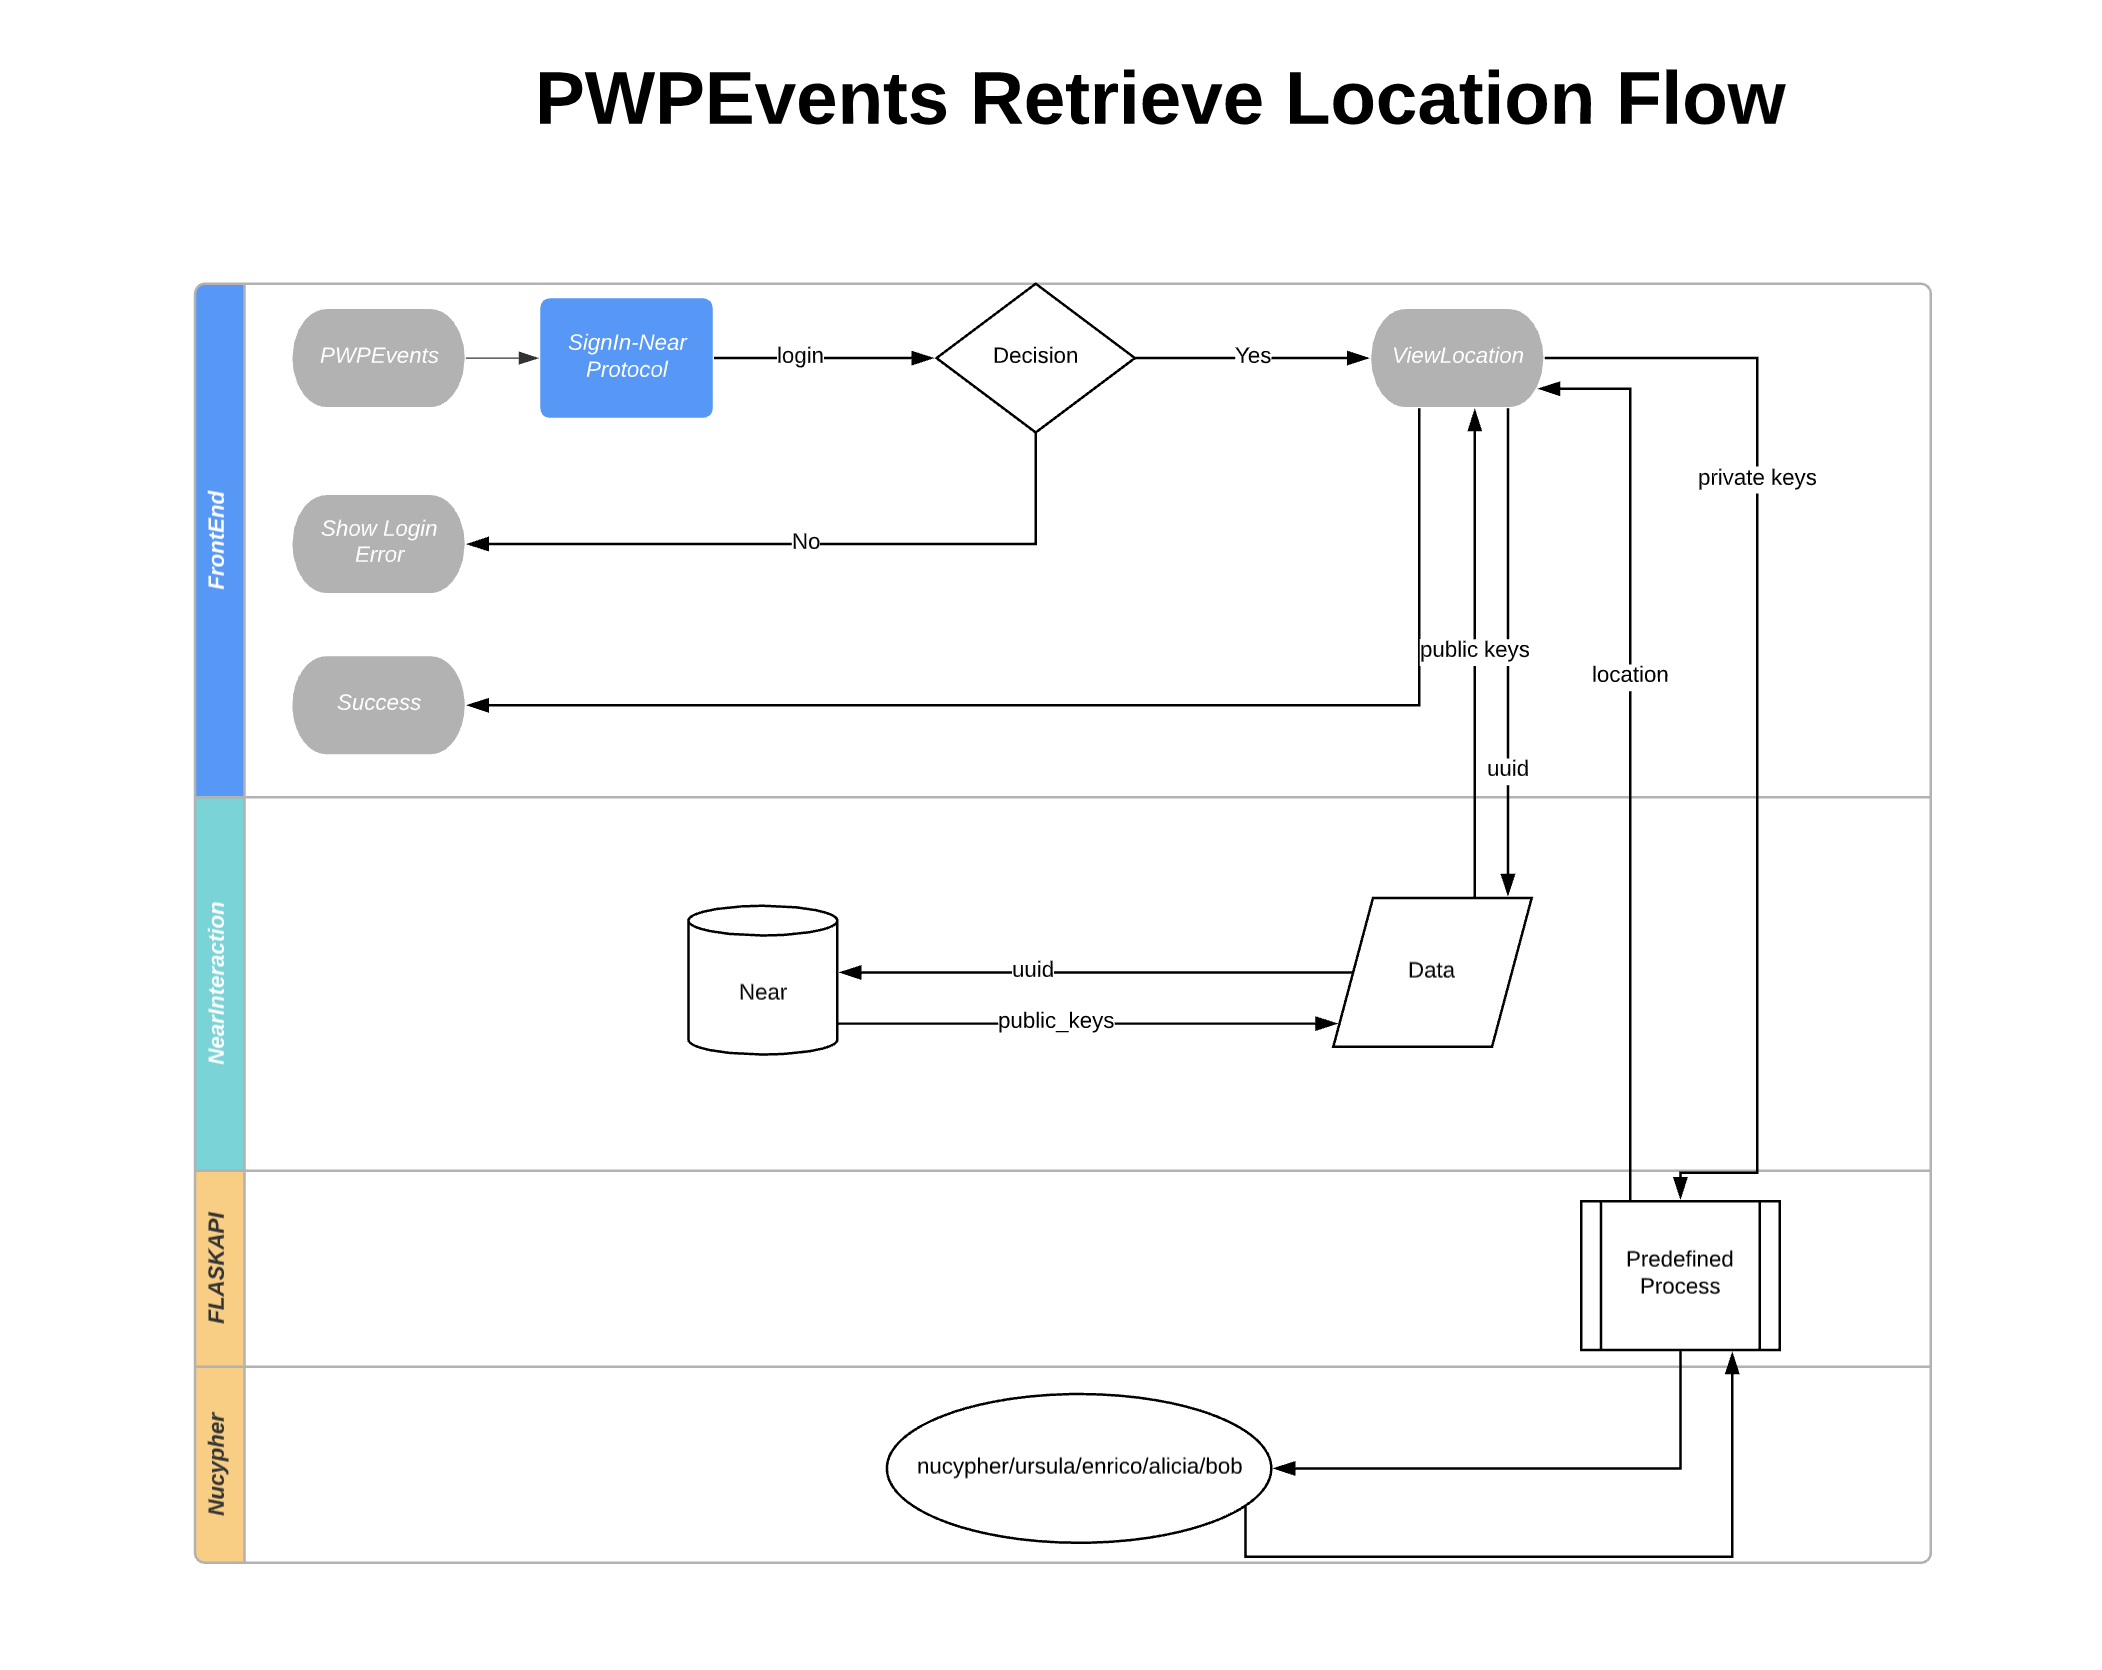 PWPEvents Retrieve Location Flow
FrontEnd
PWPEvents
SignIn-Near
Protocol
login
Decision
Yes
ViewLocation
private keys
Show Login
Error
No
public keys
location
Success
uuid
NearInteraction
Near
uuid
public_keys
Data
FLASKAPI
Predefined
Process
Nucypher
nucypher/ursula/enrico/alicia/bob